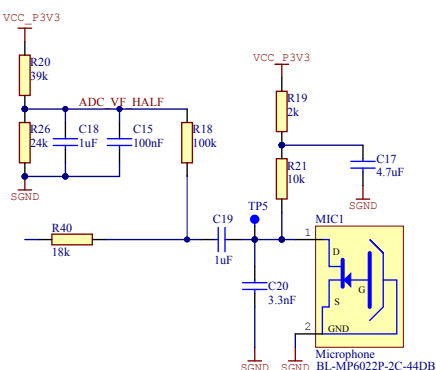 VCC_P3V3
R20
39k
ADC_VF_HALF
R26
24k
C18
1uF
C15
100nF
R18
100k
SGND
VCC_P3V3
R19
2k
C17
4.7uF
R21
10k
SGND
TP5
R40
18k
C19
1uF
C20
3.3nF
SGND
MIC1
1
D
G
S
2
GND
SGND
Microphone
BL-MP6022P-2C-44DB